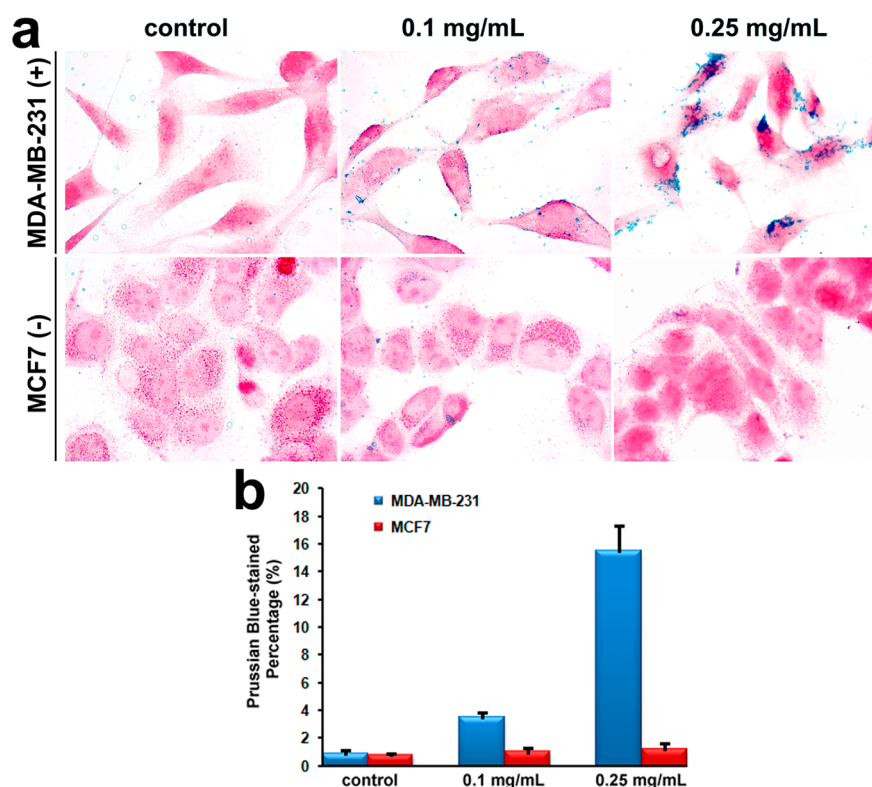 a
control 0.1 mg/mL 0.25 mg/mL
MDA-MB-231 (+)
MCF7 (-)
b
Prussian Blue-stained
Percentage (%)
20
18
16
14
12
10
8
6
4
2
0
MDA-MB-231
MCF7
control 0.1 mg/mL 0.25 mg/mL